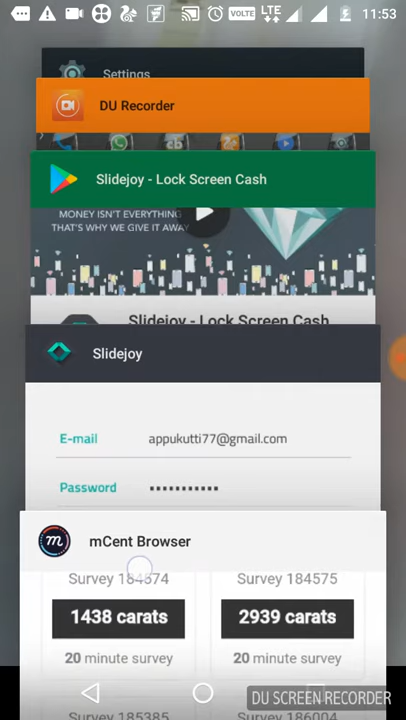 VOLTE LTE 11:53
Settings
DU Recorder
Slidejoy - Lock Screen Cash
MONEY ISN'T EVERYTHING
THAT'S WHY WE GIVE IT AWAY
Slidejoy - Lock Screen Cash
Slidejoy
E-mail appukutti77@gmail.com
Password •••••••••••
mCent Browser
Survey 184574 Survey 184575
1438 carats 2939 carats
20 minute survey 20 minute survey
Survey 185385 Survey 186004
DU SCREEN RECORDER